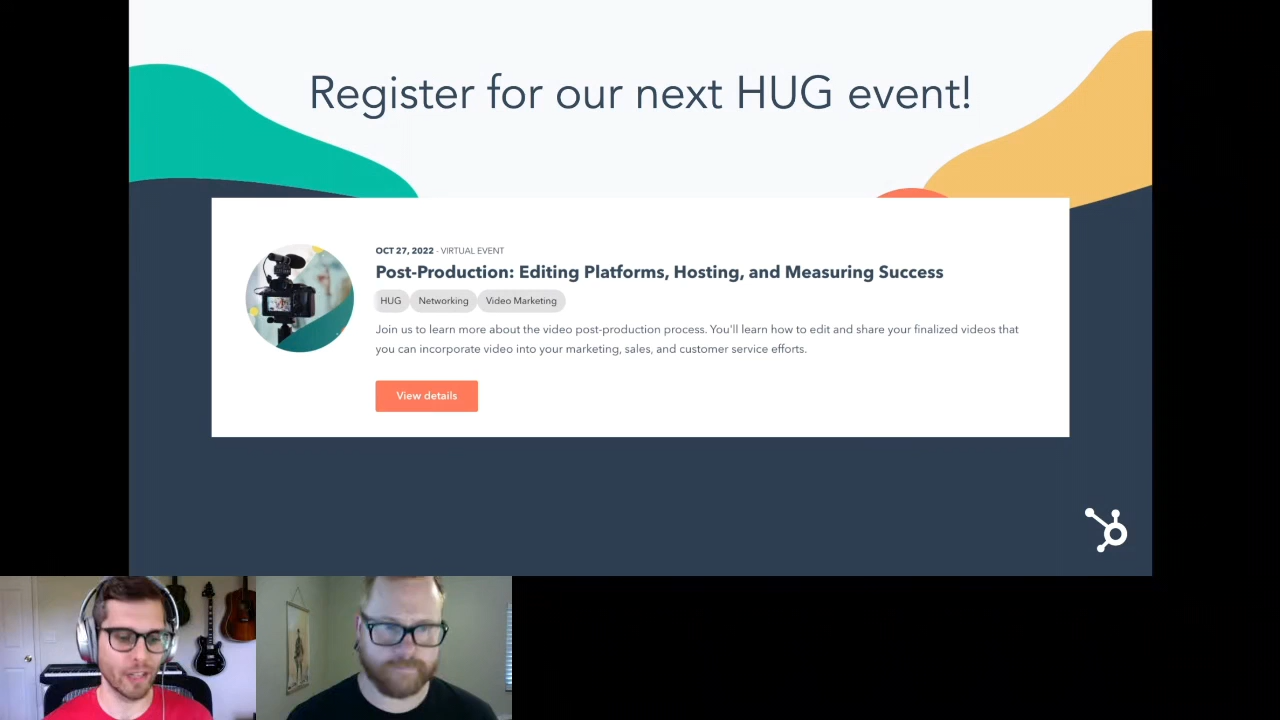 Register for our next HUG event!
OCT 27, 2022 - VIRTUAL EVENT
Post-Production: Editing Platforms, Hosting, and Measuring Success
HUG Networking Video Marketing
Join us to learn more about the video post-production process. You'll learn how to edit and share your finalized videos that
you can incorporate video into your marketing, sales, and customer service efforts.
View details